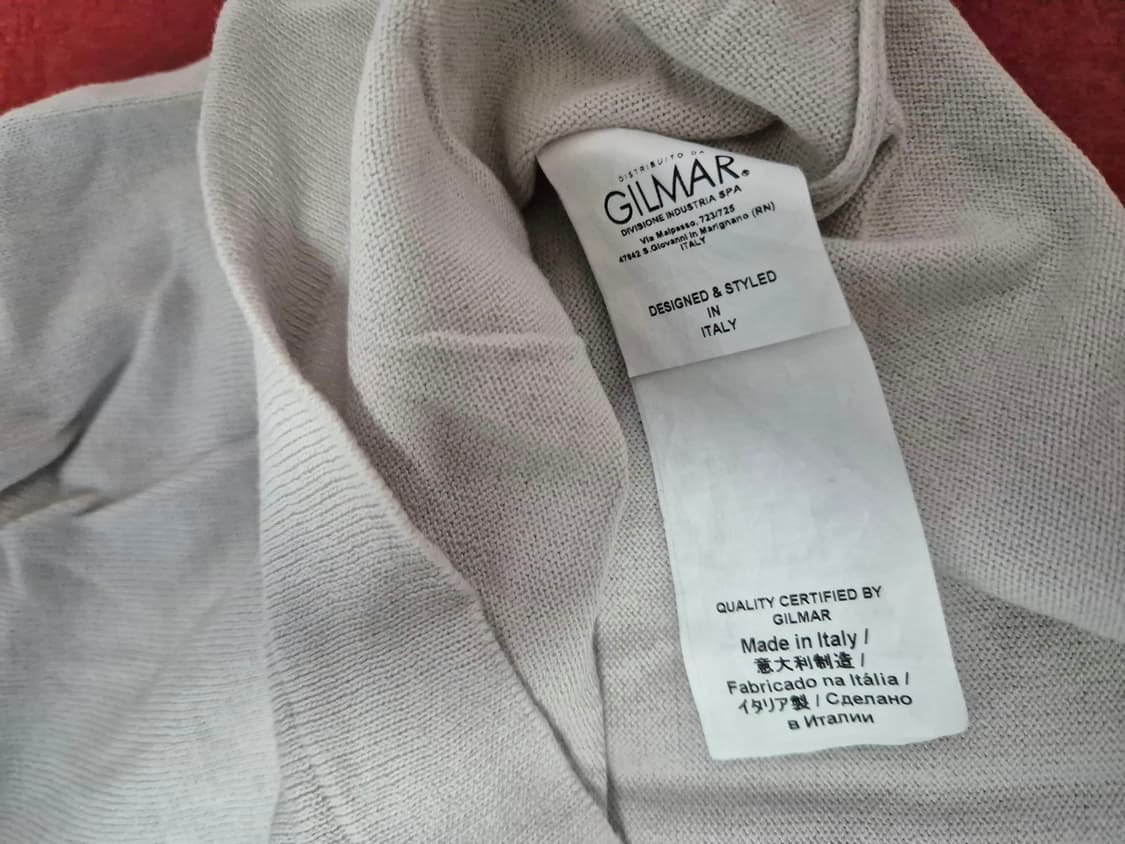 DISTRIBUITO DA
GILMAR®
DIVISIONE INDUSTRIA SPA
Via Malpasso, 723/725
47842 S.Giovanni in Marignano (RN)
ITALY
DESIGNED & STYLED
IN
ITALY
QUALITY CERTIFIED BY
GILMAR
Made in Italy /
意大利制造 /
Fabricado na Itália /
イタリア製 / Сделано
в Италии